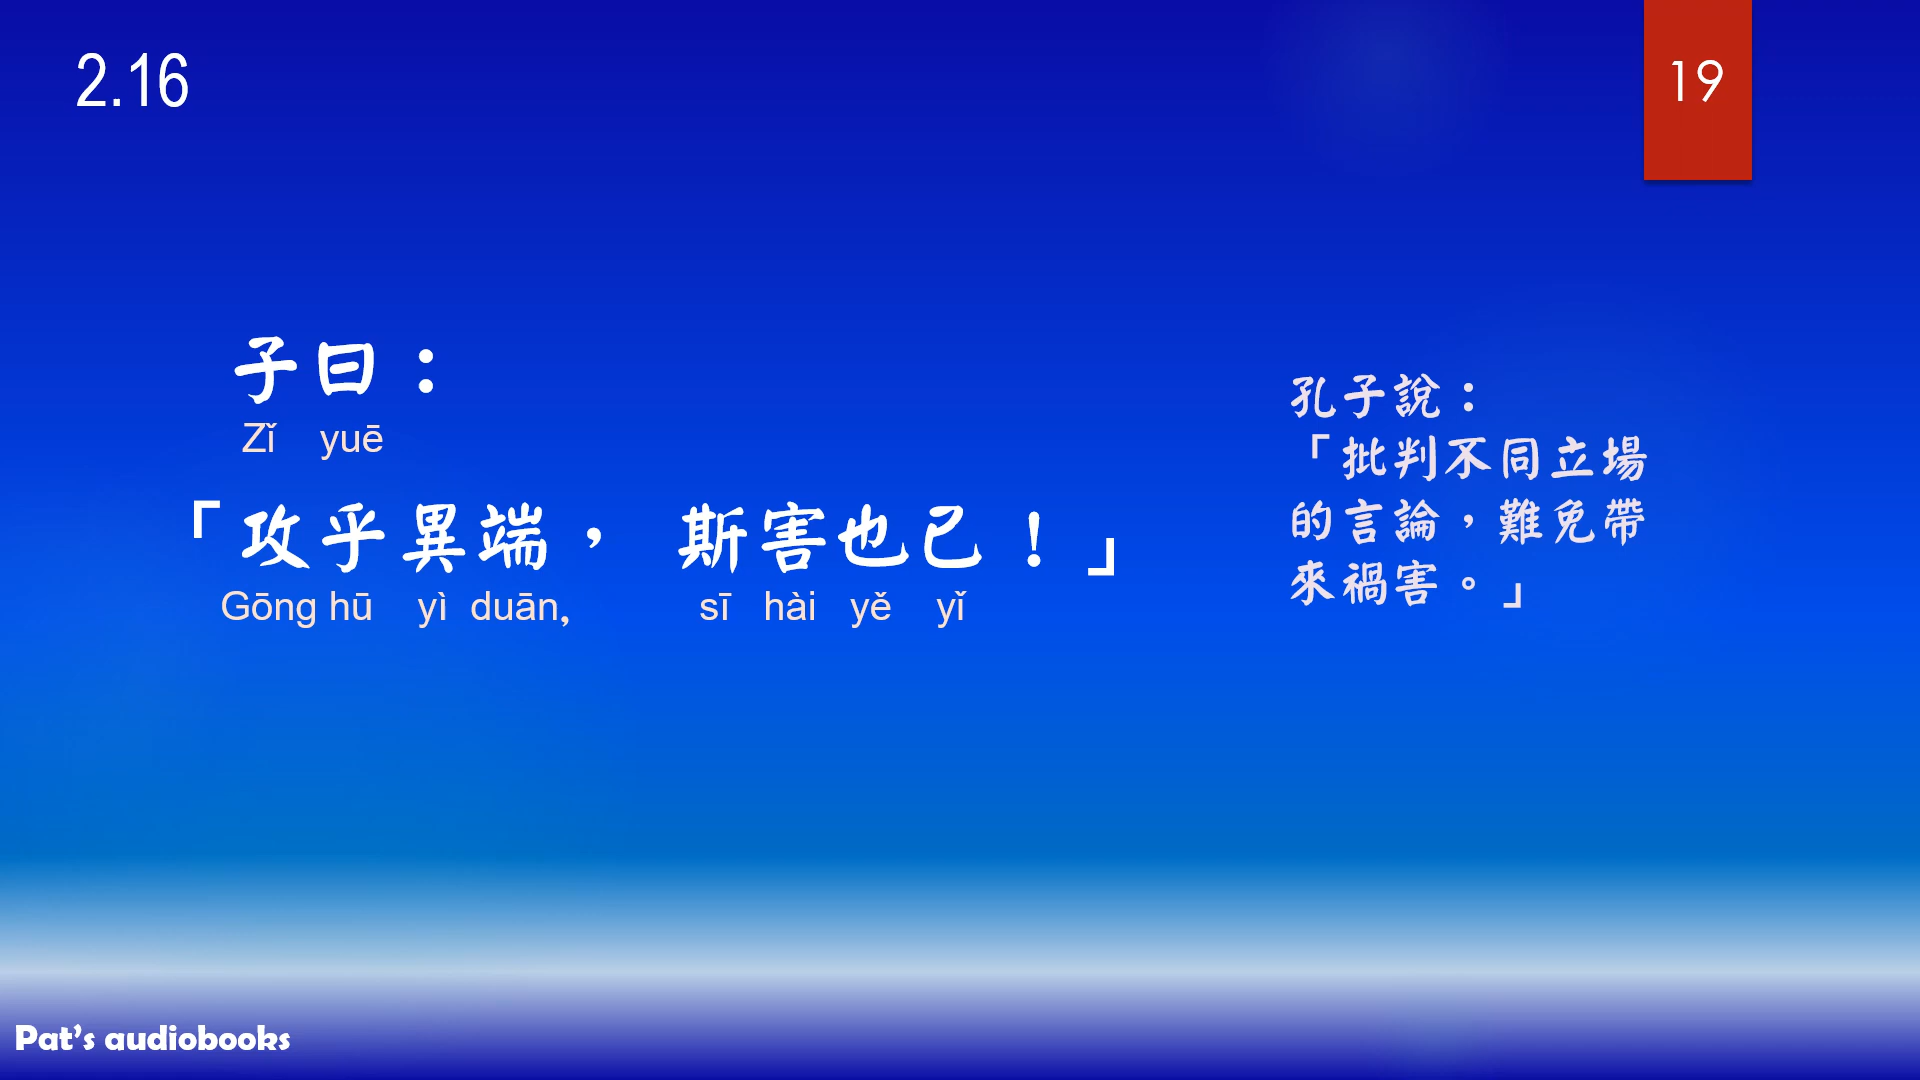 2.16
19
子曰：
Zǐ yuē
「攻乎異端， 斯害也已！」
Gōng hū yì duān, sī hài yě yǐ
孔子說：
「批判不同立場
的言論，難免帶
來禍害。」
Pat’s audiobooks